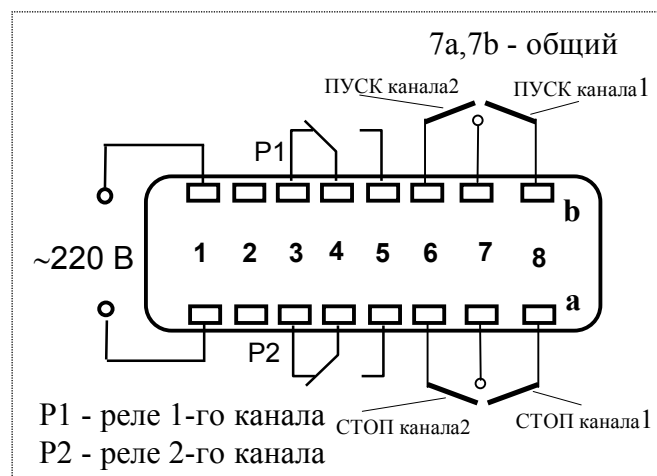 7a,7b - общий
ПУСК канала2
ПУСК канала1
P1
b
~220 В
1 2 3 4 5 6 7 8
a
P2
P1 - реле 1-го канала
СТОП канала2
СТОП канала1
P2 - реле 2-го канала